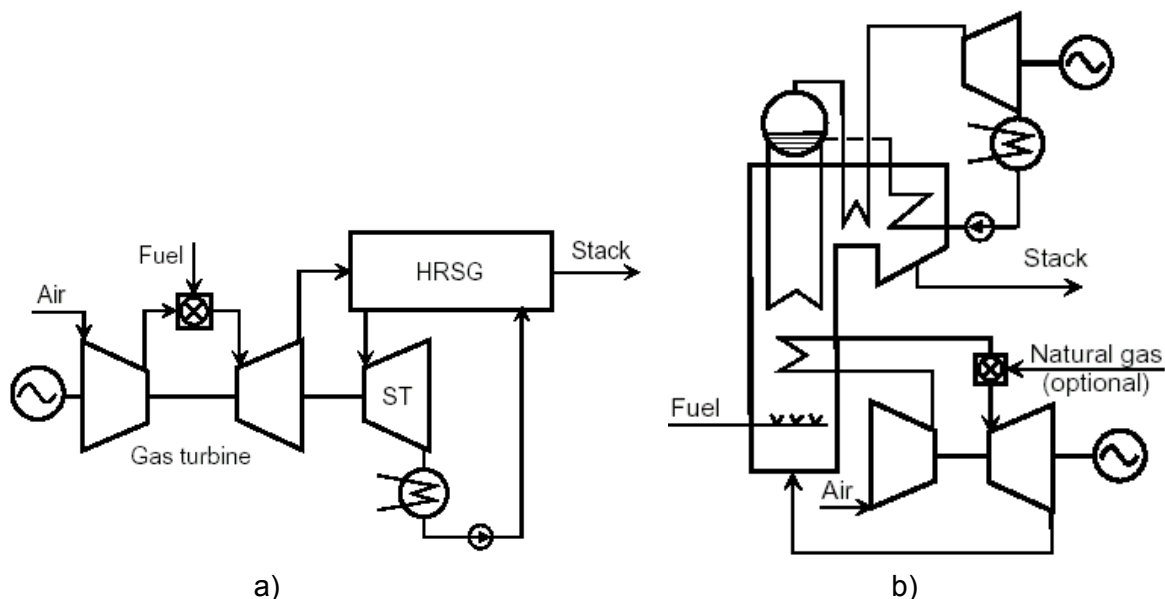 Fuel
Air
HRSG
Stack
ST
Gas turbine
a)
Stack
Natural gas
(optional)
Fuel
Air
b)